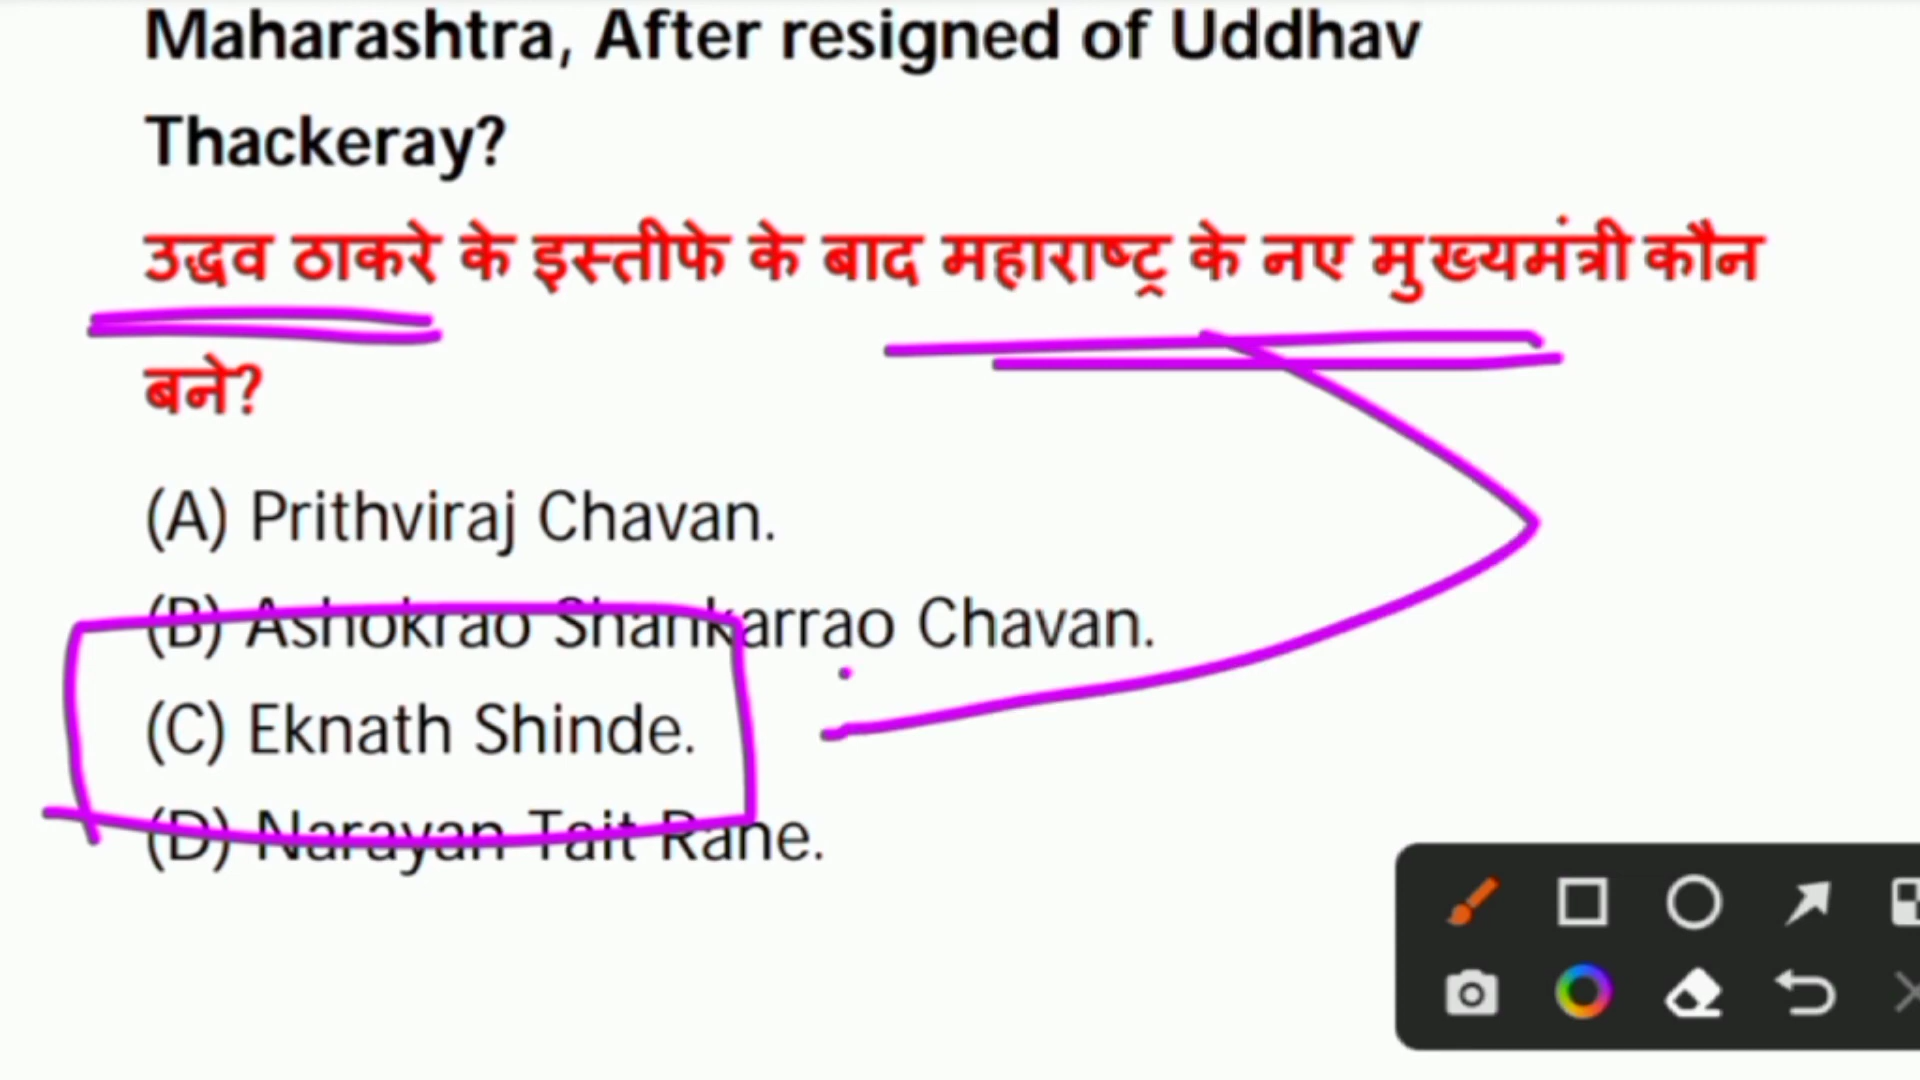 Maharashtra, After resigned of Uddhav
Thackeray?
उद्धव ठाकरे के इस्तीफे के बाद महाराष्ट्र के नए मुख्यमंत्री कौन
बने?
(A) Prithviraj Chavan.
(B) Ashokrao Shankarrao Chavan.
(C) Eknath Shinde.
(D) Narayan Tait Rane.